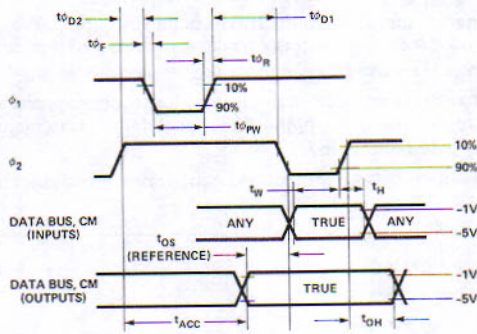 tφD2
tφD1
tφF
tφR
φ1
10%
90%
tφPW
φ2
10%
90%
tW
tH
DATA BUS, CM
(INPUTS)
ANY
TRUE
ANY
-1V
-5V
tOS
(REFERENCE)
DATA BUS, CM
(OUTPUTS)
TRUE
-1V
-5V
tACC
tOH